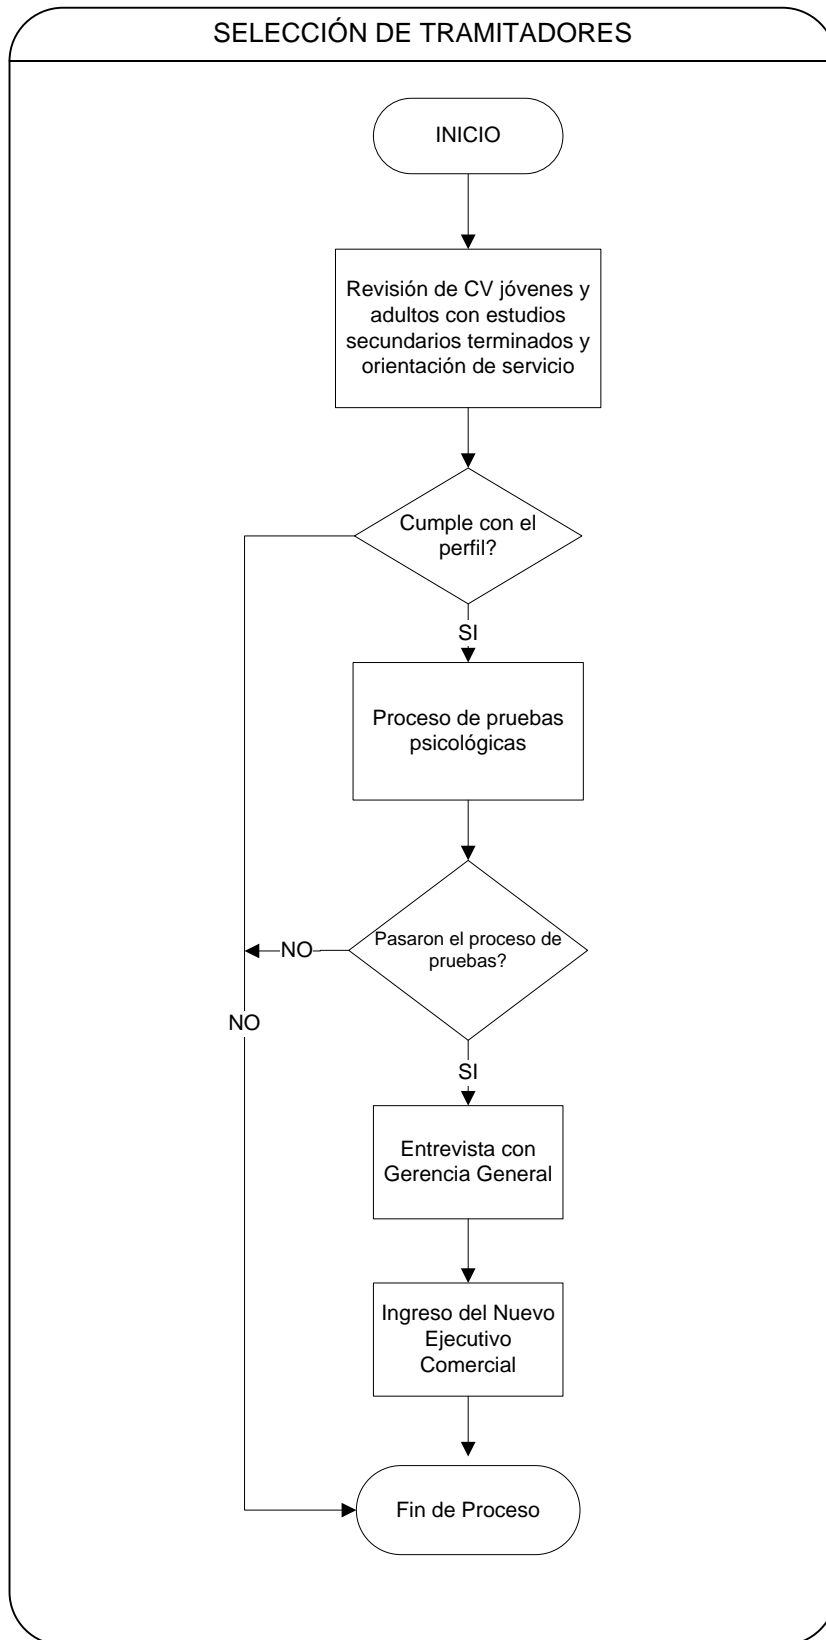 SELECCIÓN DE TRAMITADORES
INICIO
Revisión de CV jóvenes y
adultos con estudios
secundarios terminados y
orientación de servicio
Cumple con el
perfil?
SI
Proceso de pruebas
psicológicas
Pasaron el proceso de
pruebas?
NO
NO
SI
Entrevista con
Gerencia General
Ingreso del Nuevo
Ejecutivo
Comercial
Fin de Proceso